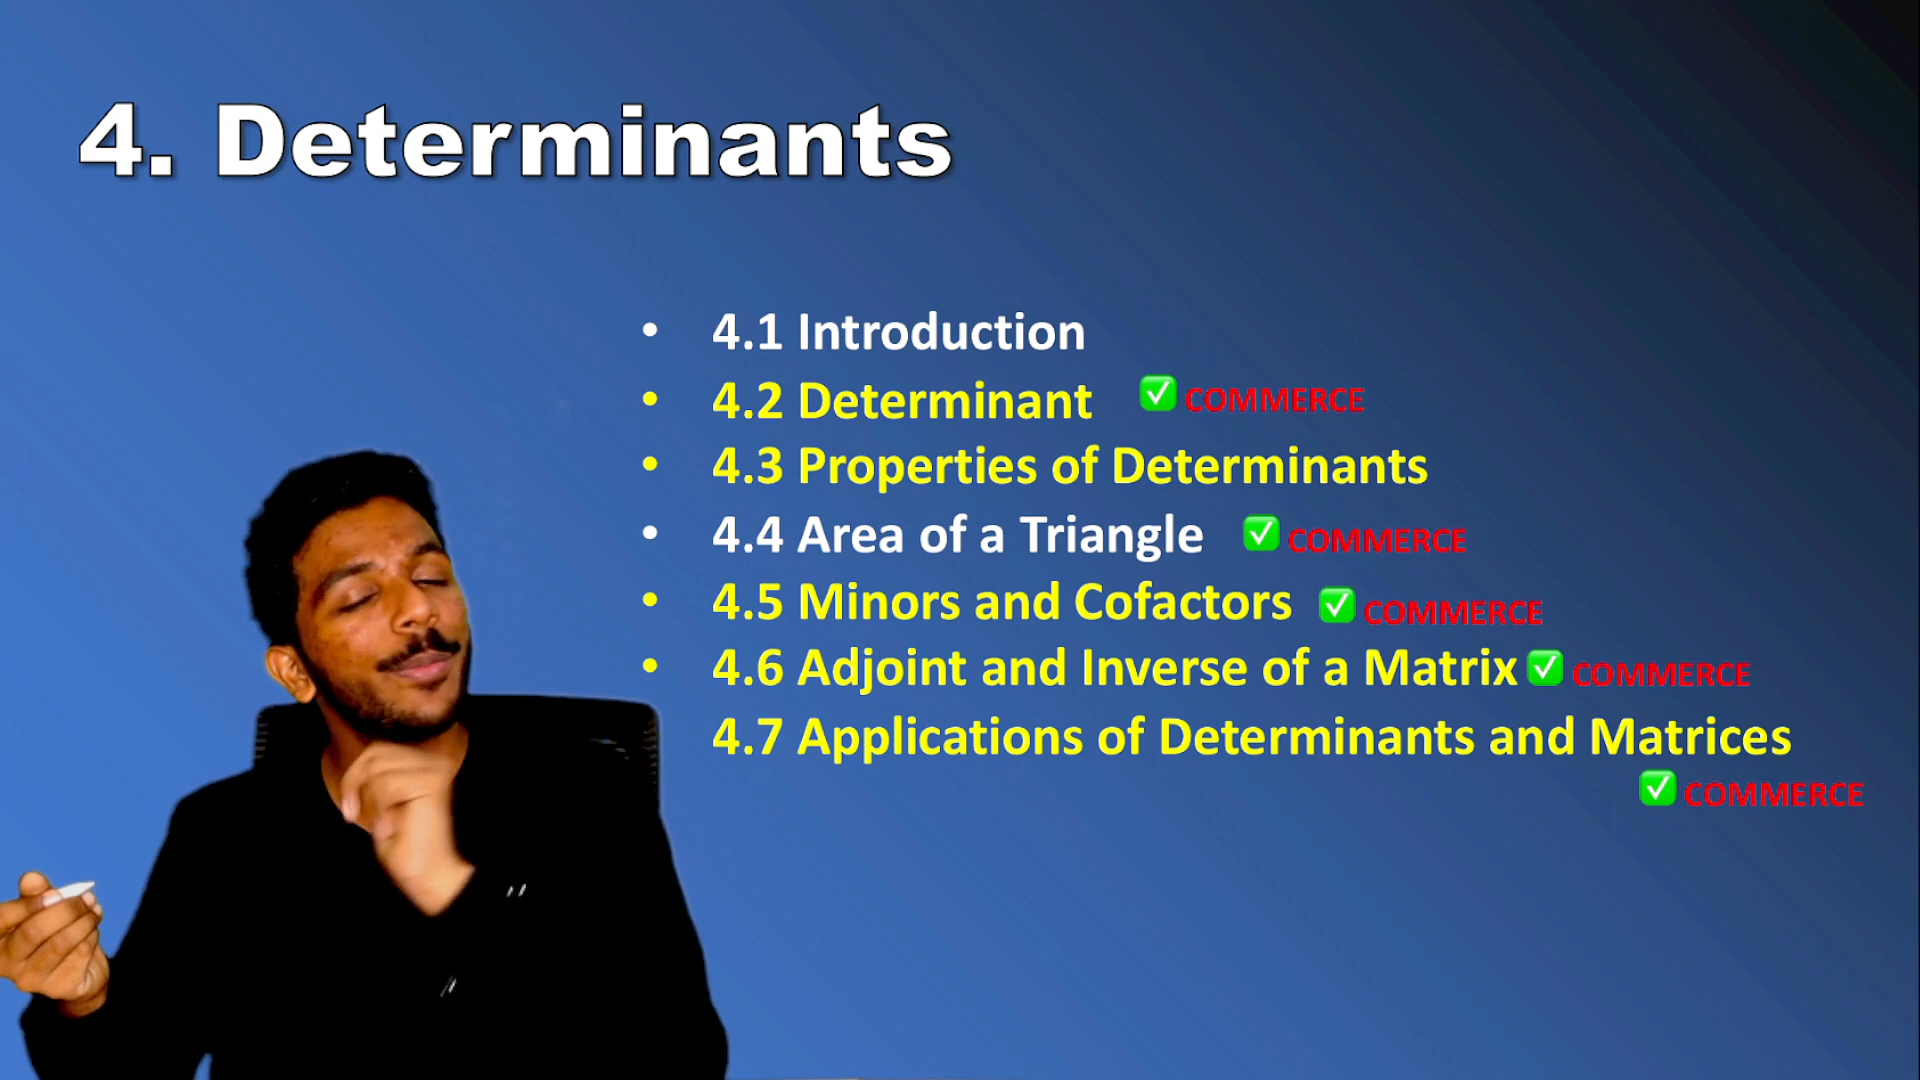 4. Determinants
• 4.1 Introduction
• 4.2 Determinant ✅ COMMERCE
• 4.3 Properties of Determinants
• 4.4 Area of a Triangle ✅ COMMERCE
• 4.5 Minors and Cofactors ✅ COMMERCE
• 4.6 Adjoint and Inverse of a Matrix ✅ COMMERCE
4.7 Applications of Determinants and Matrices
✅ COMMERCE